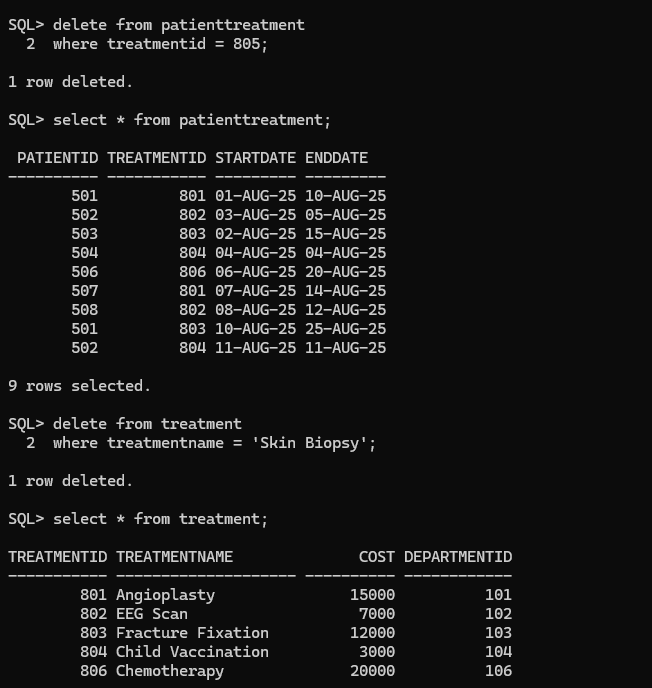 SQL> delete from patienttreatment
  2  where treatmentid = 805;

1 row deleted.

SQL> select * from patienttreatment;

 PATIENTID TREATMENTID STARTDATE ENDDATE
---------- ----------- --------- ---------
       501         801 01-AUG-25 10-AUG-25
       502         802 03-AUG-25 05-AUG-25
       503         803 02-AUG-25 15-AUG-25
       504         804 04-AUG-25 04-AUG-25
       506         806 06-AUG-25 20-AUG-25
       507         801 07-AUG-25 14-AUG-25
       508         802 08-AUG-25 12-AUG-25
       501         803 10-AUG-25 25-AUG-25
       502         804 11-AUG-25 11-AUG-25

9 rows selected.

SQL> delete from treatment
  2  where treatmentname = 'Skin Biopsy';

1 row deleted.

SQL> select * from treatment;

TREATMENTID TREATMENTNAME              COST DEPARTMENTID
----------- -------------------- ---------- ------------
        801 Angioplasty               15000          101
        802 EEG Scan                   7000          102
        803 Fracture Fixation         12000          103
        804 Child Vaccination          3000          104
        806 Chemotherapy              20000          106